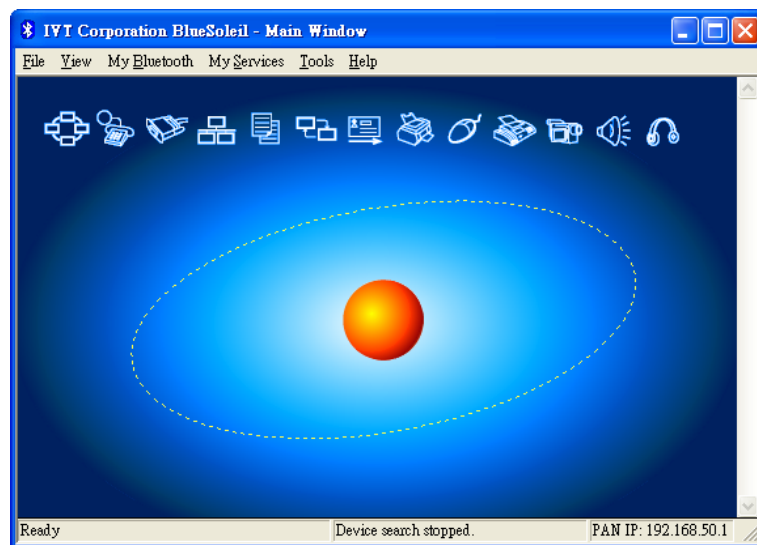 IVT Corporation BlueSoleil - Main Window
File View My Bluetooth My Services Tools Help
Ready Device search stopped. PAN IP: 192.168.50.1